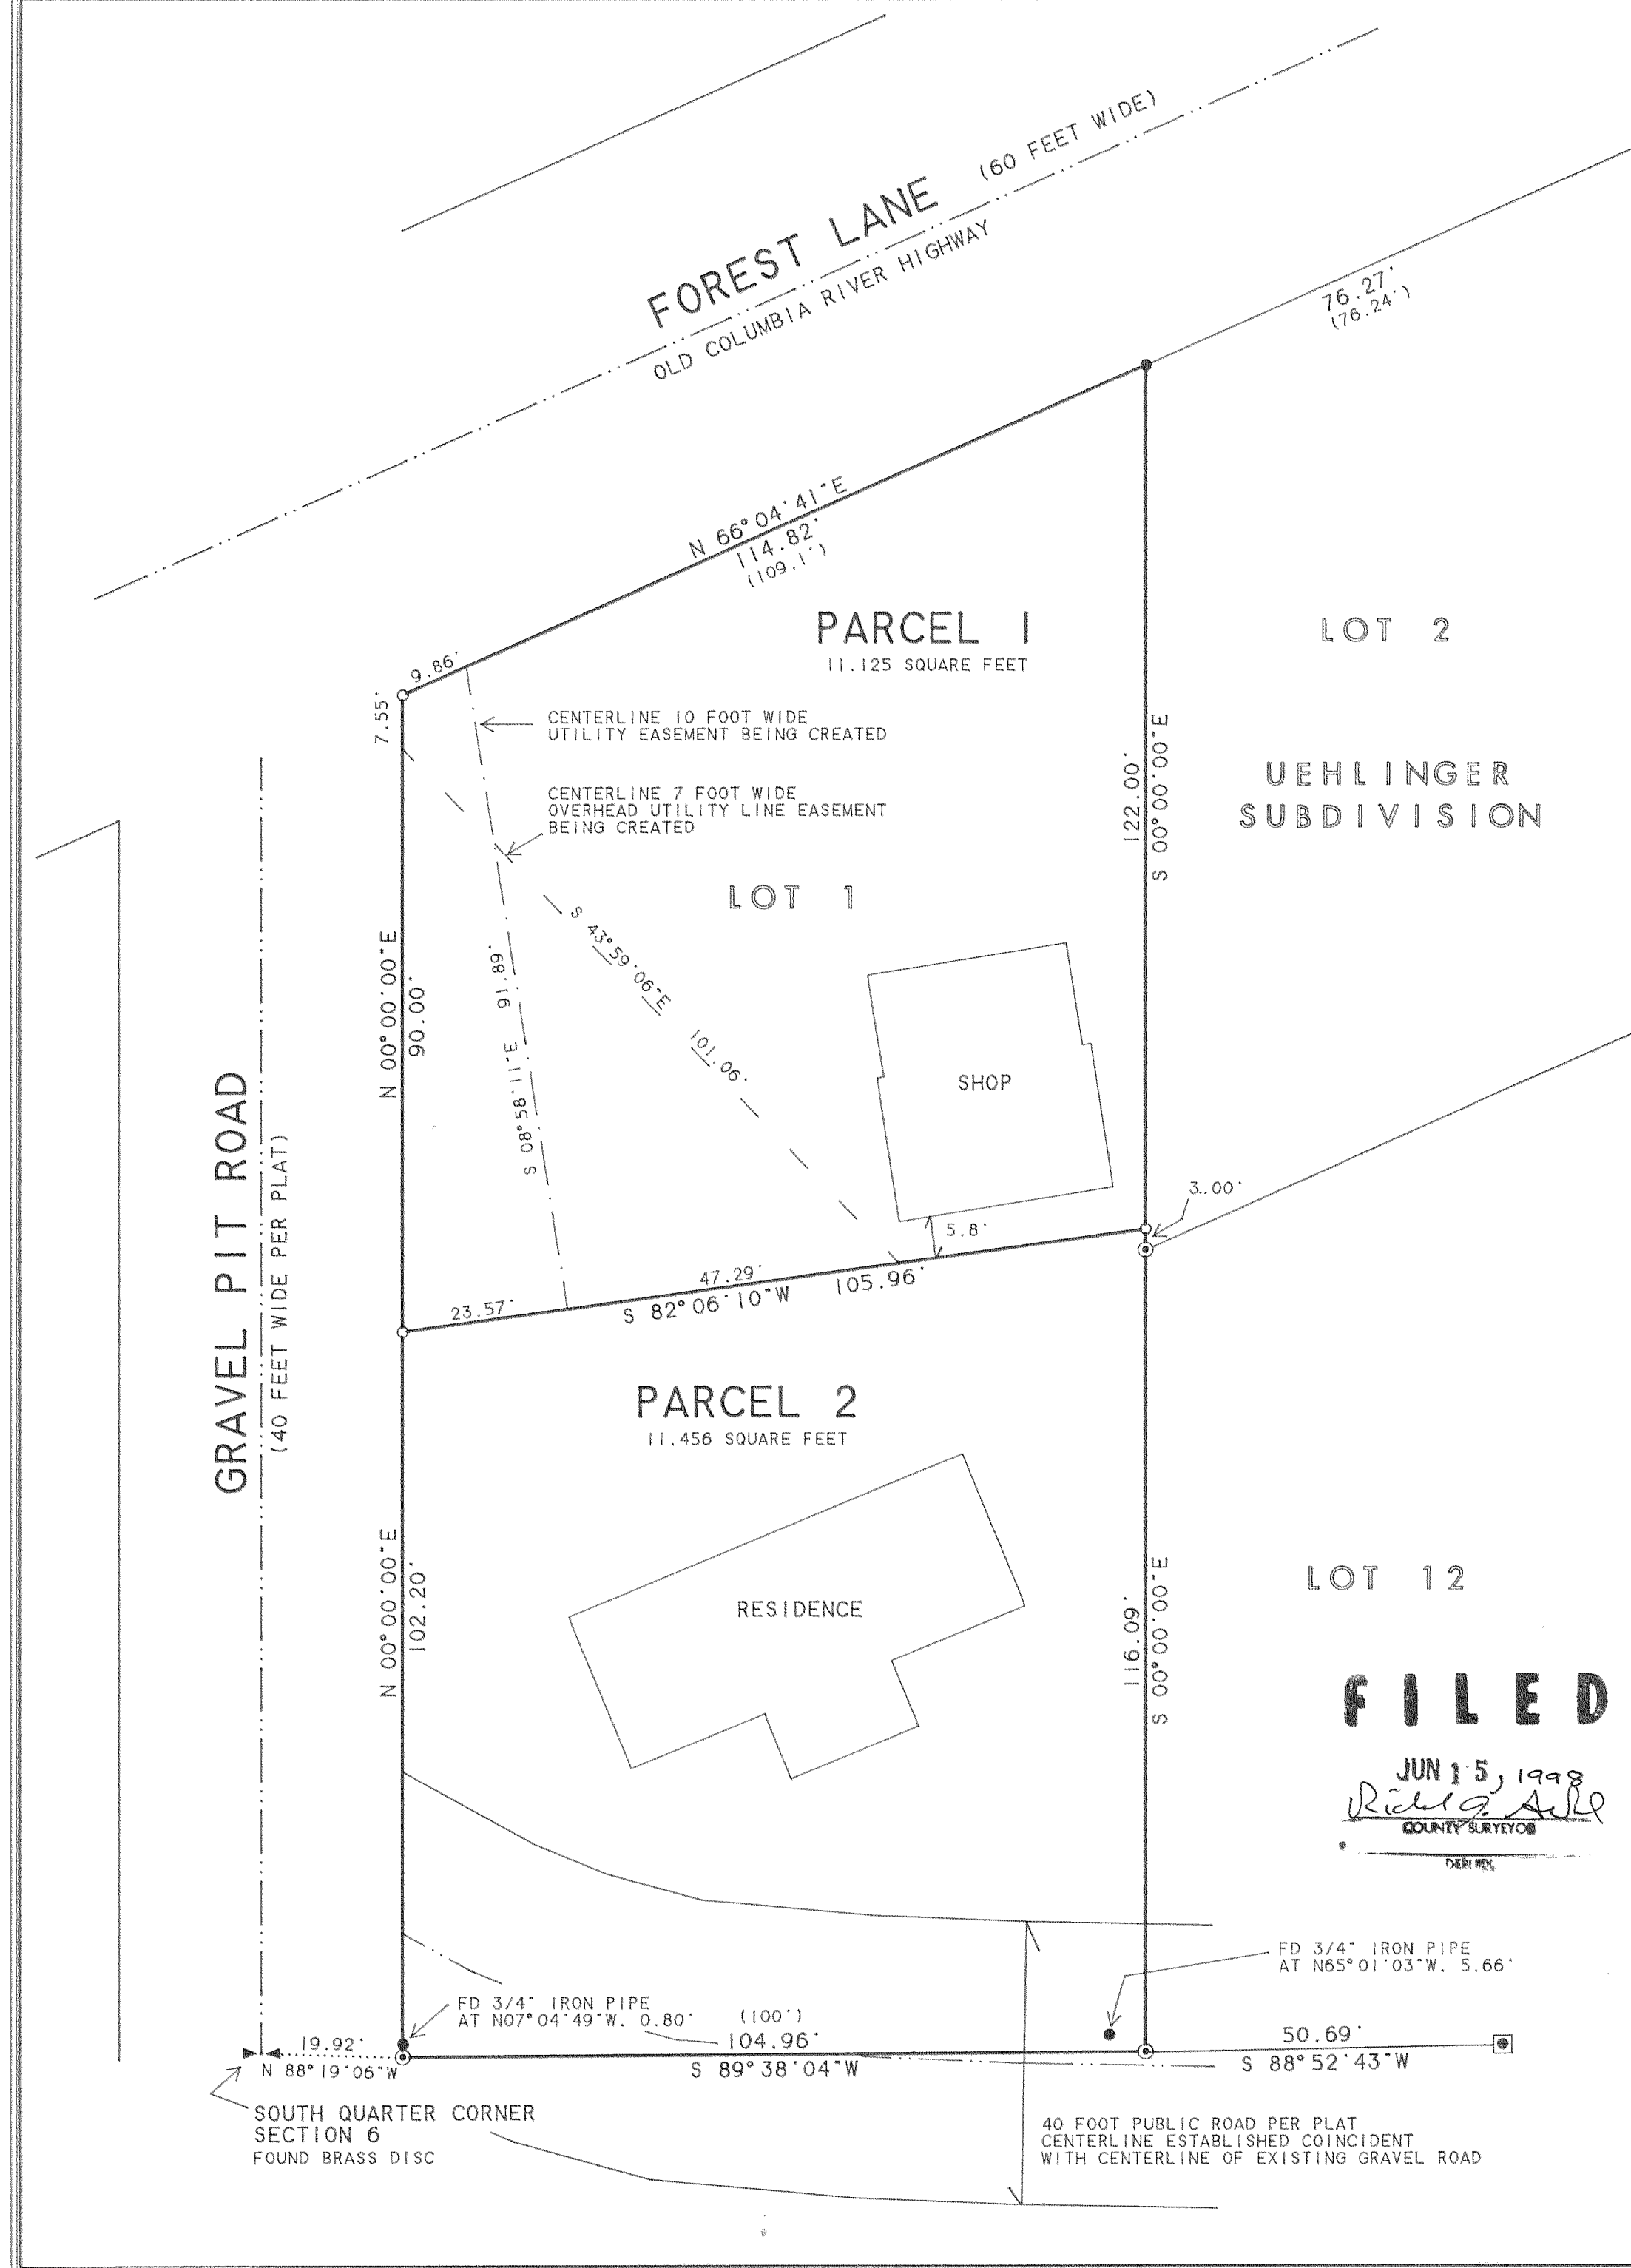 FOREST LANE (60 FEET WIDE)
OLD COLUMBIA RIVER HIGHWAY
76.27'
(76.24')
N 66°04'41"E
114.82'
(109.1')
PARCEL 1
11,125 SQUARE FEET
LOT 2
9.86'
7.55'
CENTERLINE 10 FOOT WIDE
UTILITY EASEMENT BEING CREATED
CENTERLINE 7 FOOT WIDE
OVERHEAD UTILITY LINE EASEMENT
BEING CREATED
122.00'
S 00°00'00"E
UEHLINGER
SUBDIVISION
LOT 1
N 00°00'00"E
90.00'
S 08°58'11"E 91.89'
S 43°59'06"E 101.06'
SHOP
GRAVEL PIT ROAD
(40 FEET WIDE PER PLAT)
3.00'
5.8'
47.29'
105.96'
23.57'
S 82°06'10"W
PARCEL 2
11,456 SQUARE FEET
N 00°00'00"E
102.20'
RESIDENCE
116.09'
S 00°00'00"E
LOT 12
FILED
JUN 15, 1998
COUNTY SURVEYOR
FD 3/4" IRON PIPE
AT N65°01'03"W, 5.66'
FD 3/4" IRON PIPE
AT N07°04'49"W, 0.80'
(100')
104.96'
S 89°38'04"W
19.92'
N 88°19'06"W
50.69'
S 88°52'43"W
SOUTH QUARTER CORNER
SECTION 6
FOUND BRASS DISC
40 FOOT PUBLIC ROAD PER PLAT
CENTERLINE ESTABLISHED COINCIDENT
WITH CENTERLINE OF EXISTING GRAVEL ROAD